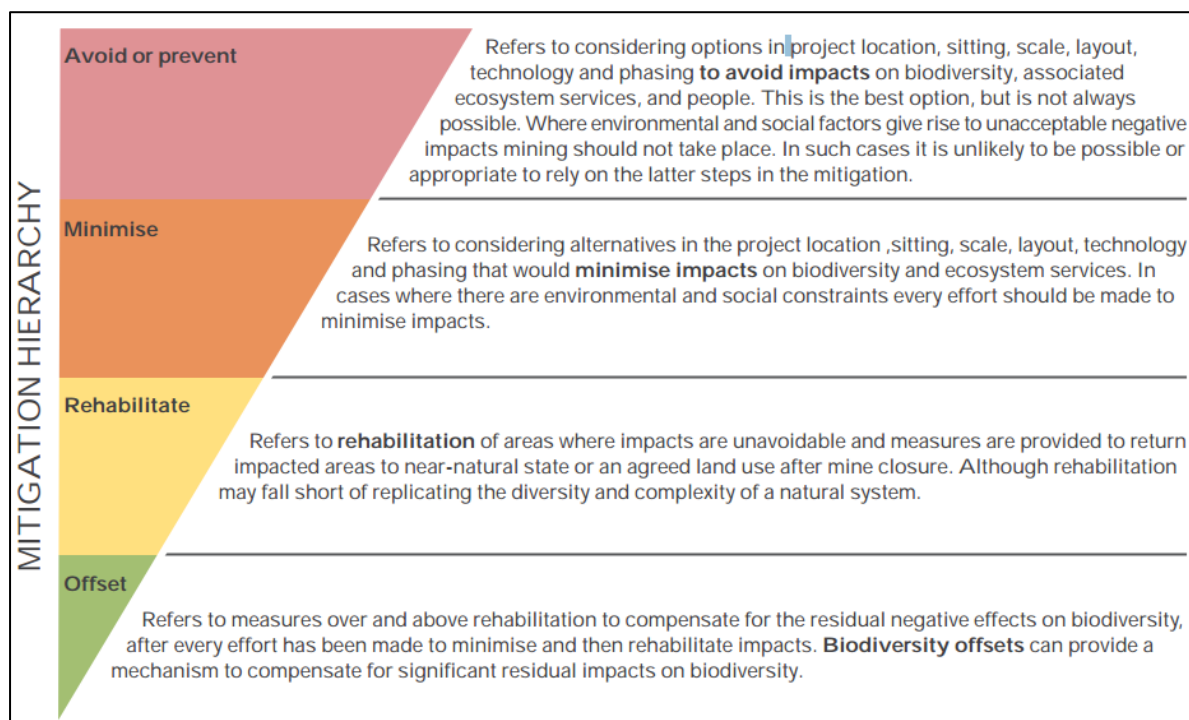 MITIGATION HIERARCHY
Avoid or prevent
Refers to considering options in project location, sitting, scale, layout,
technology and phasing to avoid impacts on biodiversity, associated
ecosystem services, and people. This is the best option, but is not always
possible. Where environmental and social factors give rise to unacceptable negative
impacts mining should not take place. In such cases it is unlikely to be possible or
appropriate to rely on the latter steps in the mitigation.
Minimise
Refers to considering alternatives in the project location ,sitting, scale, layout, technology
and phasing that would minimise impacts on biodiversity and ecosystem services. In
cases where there are environmental and social constraints every effort should be made to
minimise impacts.
Rehabilitate
Refers to rehabilitation of areas where impacts are unavoidable and measures are provided to return
impacted areas to near-natural state or an agreed land use after mine closure. Although rehabilitation
may fall short of replicating the diversity and complexity of a natural system.
Offset
Refers to measures over and above rehabilitation to compensate for the residual negative effects on biodiversity,
after every effort has been made to minimise and then rehabilitate impacts. Biodiversity offsets can provide a
mechanism to compensate for significant residual impacts on biodiversity.